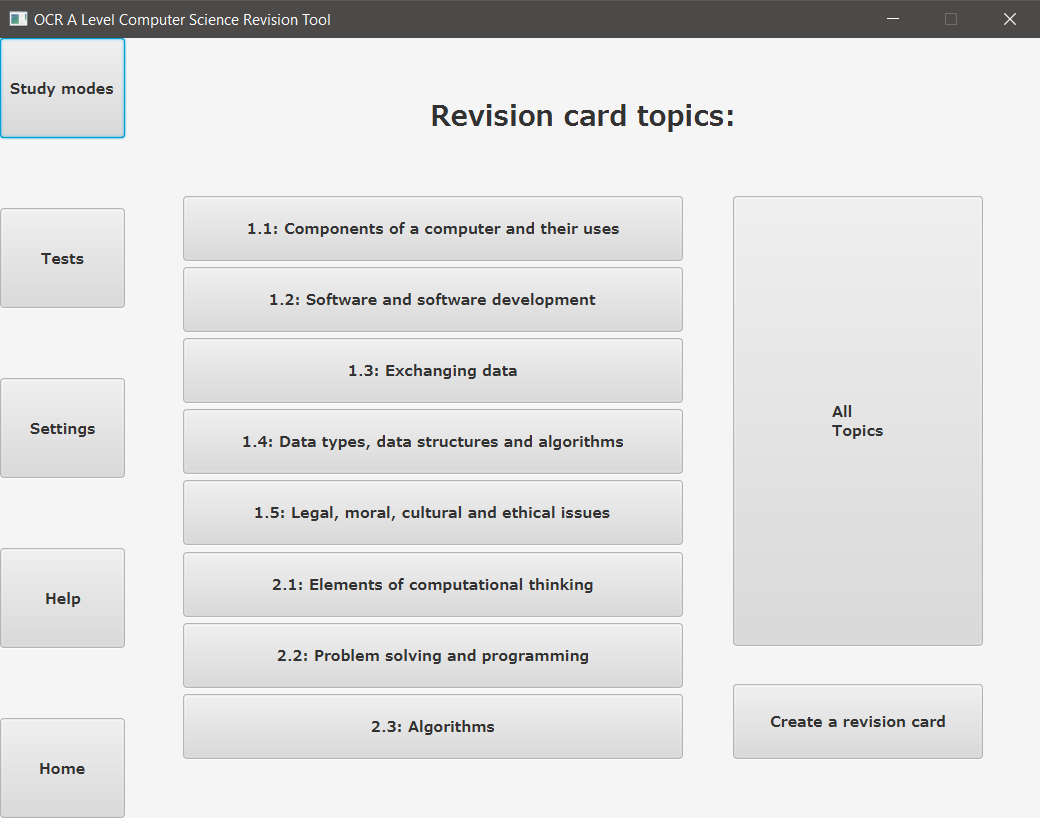 OCR A Level Computer Science Revision Tool
Study modes
Tests
Settings
Help
Home
Revision card topics:
1.1: Components of a computer and their uses
1.2: Software and software development
1.3: Exchanging data
1.4: Data types, data structures and algorithms
1.5: Legal, moral, cultural and ethical issues
2.1: Elements of computational thinking
2.2: Problem solving and programming
2.3: Algorithms
All
Topics
Create a revision card